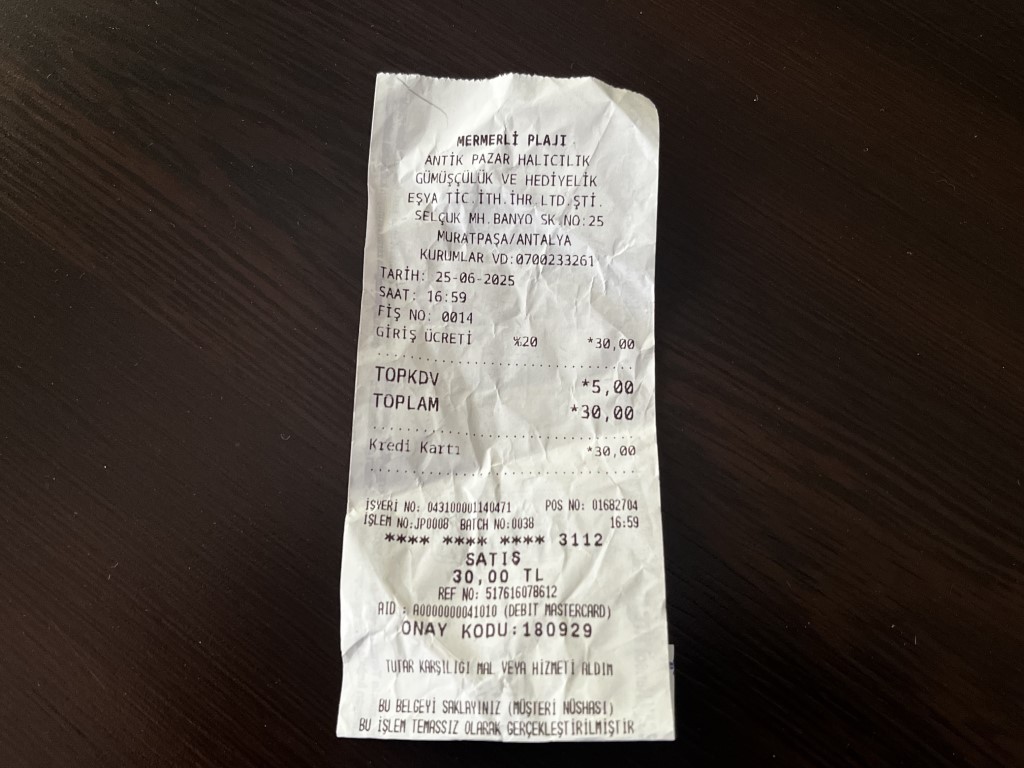 MERMERLİ PLAJI
ANTİK PAZAR HALICILIK
GÜMÜŞÇÜLÜK VE HEDİYELİK
EŞYA TİC.İTH.İHR.LTD.ŞTİ.
SELÇUK MH.BANYO SK.NO:25
MURATPAŞA/ANTALYA
KURUMLAR VD:0700233261
TARİH: 25-06-2025
SAAT: 16:59
FİŞ NO: 0014
GİRİŞ ÜCRETİ %20 *30,00
TOPKDV *5,00
TOPLAM *30,00
Kredi Kartı *30,00
İŞYERİ NO: 043100001140471 POS NO: 01682704
İŞLEM NO:JP0008 BATCH NO:0038 16:59
**** **** **** 3112
SATIŞ
30,00 TL
REF NO: 517616078612
AID : A0000000041010 (DEBIT MASTERCARD)
ONAY KODU:180929
TUTAR KARŞILIĞI MAL VEYA HİZMETİ ALDIM
BU BELGEYİ SAKLAYINIZ (MÜŞTERİ NÜSHASI)
BU İŞLEM TEMASSIZ OLARAK GERÇEKLEŞTİRİLMİŞTİR